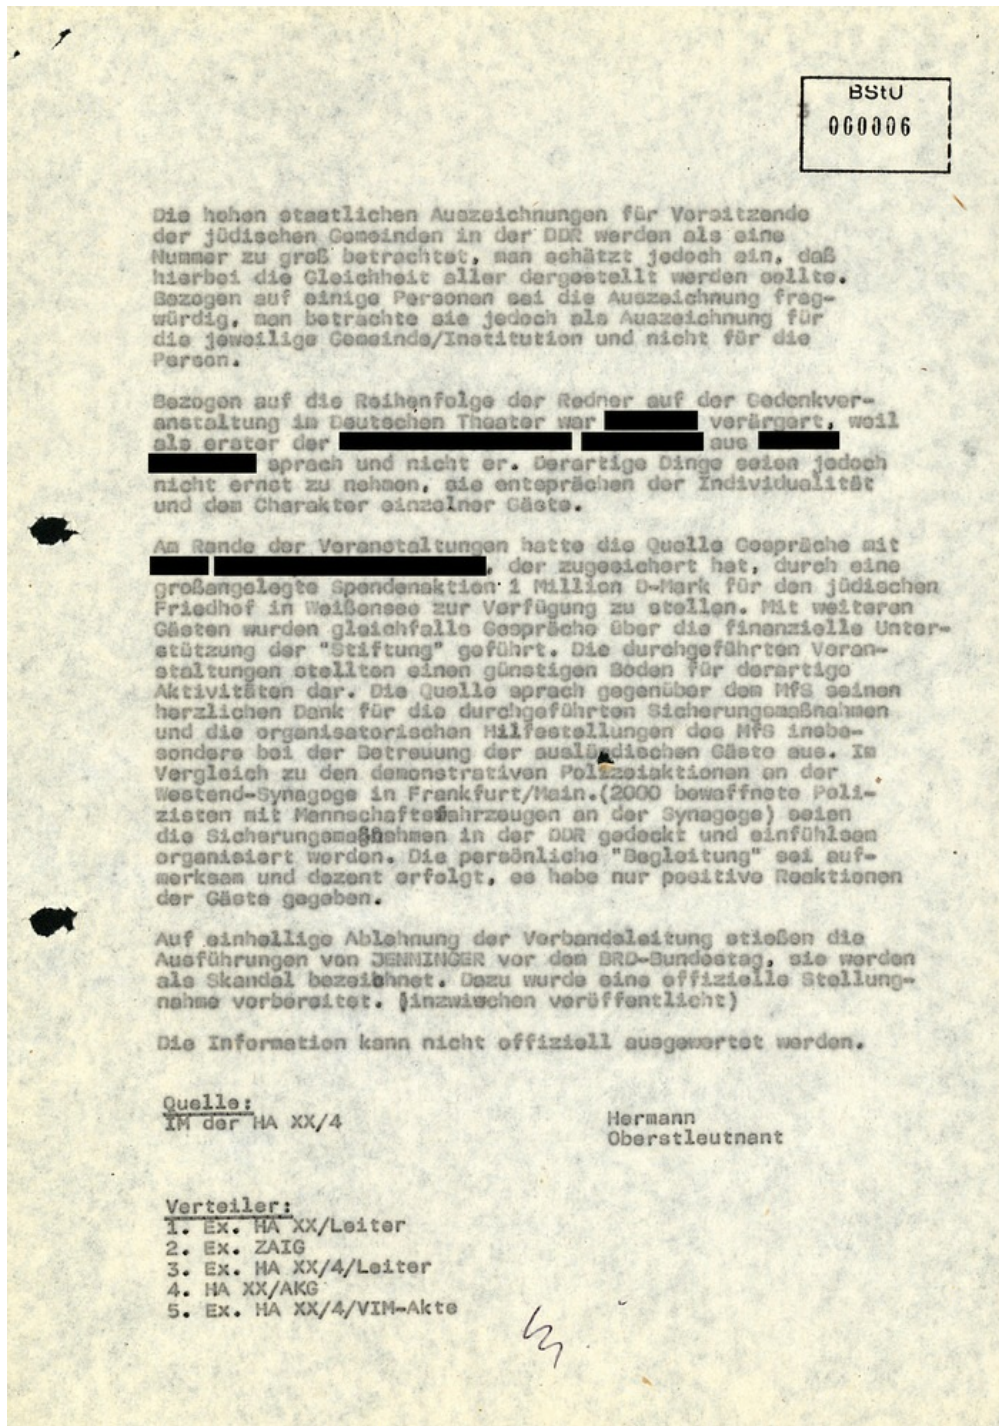 BStU
000006
Die hohen staatlichen Auszeichnungen für Vorsitzende
der jüdischen Gemeinden in der DDR werden als eine
Nummer zu groß betrachtet, man schätzt jedoch ein, daß
hierbei die Gleichheit aller dargestellt werden sollte.
Bezogen auf einige Personen sei die Auszeichnung frag-
würdig, man betrachte sie jedoch als Auszeichnung für
die jeweilige Gemeinde/Institution und nicht für die
Person.
Bezogen auf die Reihenfolge der Redner auf der Gedenkver-
anstaltung im Deutschen Theater war verärgert, weil
als erster der aus
sprach und nicht er. Derartige Dinge seien jedoch
nicht ernst zu nehmen, sie entsprächen der Individualität
und dem Charakter einzelner Gäste.
Am Rande der Veranstaltungen hatte die Quelle Gespräche mit
, der zugesichert hat, durch eine
großangelegte Spendenaktion 1 Million D-Mark für den jüdischen
Friedhof in Weißensee zur Verfügung zu stellen. Mit weiteren
Gästen wurden gleichfalls Gespräche über die finanzielle Unter-
stützung der "Stiftung" geführt. Die durchgeführten Veran-
staltungen stellten einen günstigen Boden für derartige
Aktivitäten dar. Die Quelle sprach gegenüber dem MfS seinen
herzlichen Dank für die durchgeführten Sicherungsmaßnahmen
und die organisatorischen Hilfestellungen des MfS insbe-
sondere bei der Betreuung der ausländischen Gäste aus. Im
Vergleich zu den demonstrativen Polizeiaktionen an der
Westend-Synagoge in Frankfurt/Main.(2000 bewaffnete Poli-
zisten mit Mannschaftsfahrzeugen an der Synagoge) seien
die Sicherungsmaßnahmen in der DDR gedeckt und einfühlsam
organisiert worden. Die persönliche "Begleitung" sei auf-
merksam und dezent erfolgt, es habe nur positive Reaktionen
der Gäste gegeben.
Auf einhellige Ablehnung der Verbandsleitung stießen die
Ausführungen von JENNINGER vor dem BRD-Bundestag, sie werden
als Skandal bezeichnet. Dazu wurde eine offizielle Stellung-
nahme vorbereitet. (inzwischen veröffentlicht)
Die Information kann nicht offiziell ausgewertet werden.
Quelle:
IM der HA XX/4
Hermann
Oberstleutnant
Verteiler:
1. Ex. HA XX/Leiter
2. Ex. ZAIG
3. Ex. HA XX/4/Leiter
4. HA XX/AKG
5. Ex. HA XX/4/VIM-Akte